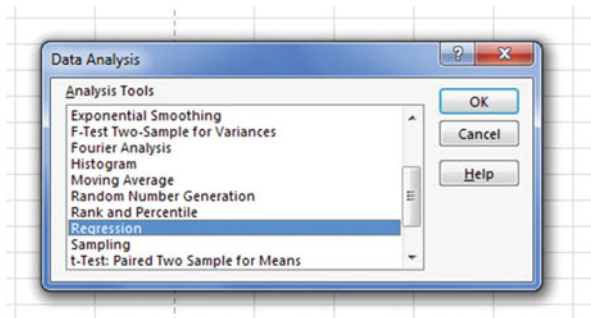 Data Analysis
?
X
Analysis Tools
Exponential Smoothing
F-Test Two-Sample for Variances
Fourier Analysis
Histogram
Moving Average
Random Number Generation
Rank and Percentile
Regression
Sampling
t-Test: Paired Two Sample for Means
OK
Cancel
Help